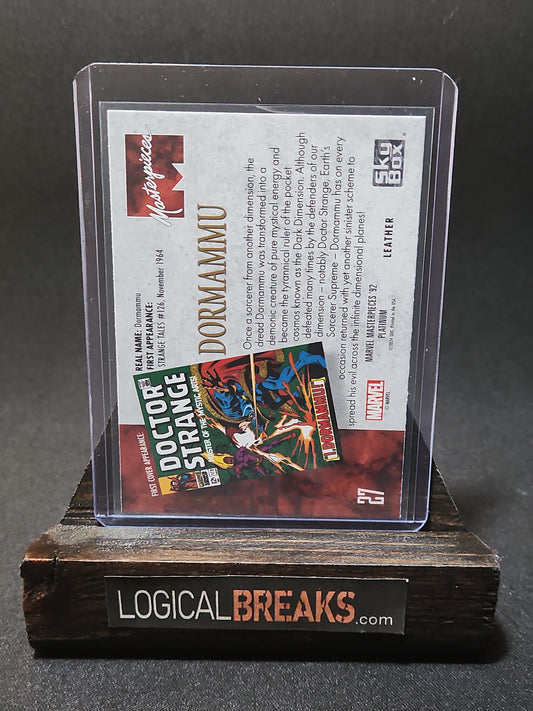 Masterpieces
REAL NAME: Dormammu
FIRST APPEARANCE:
STRANGE TALES #126, November 1964
DORMAMMU
Once a sorcerer from another dimension, the
dread Dormammu was transformed into a
demonic creature of pure mystical energy and
became the tyrannical ruler of the pocket
cosmos known as the Dark Dimension. Although
defeated many times by the defenders of our
dimension – notably Doctor Strange, Earth's
Sorcerer Supreme – Dormammu has on every
occasion returned with yet another sinister scheme to
spread his evil across the infinite dimensional planes!
FIRST COVER APPEARANCE:
DOCTOR
STRANGE
MASTER OF THE MYSTIC ARTS!
I, DORMAMMU!
MARVEL MASTERPIECES '92
PLATINUM
MARVEL
© MARVEL
SKY
BOX
LEATHER
27
LOGICALBREAKS.com